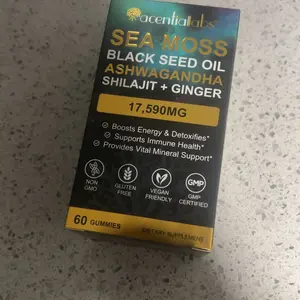 acentialabs
SEA MOSS
BLACK SEED OIL
ASHWAGANDHA
SHILAJIT + GINGER
17,590MG
Boosts Energy & Detoxifies*
Supports Immune Health*
Provides Vital Mineral Support*
NON GLUTEN VEGAN GMP
GMO FREE FRIENDLY CERTIFIED
60 GUMMIES DIETARY SUPPLEMENT